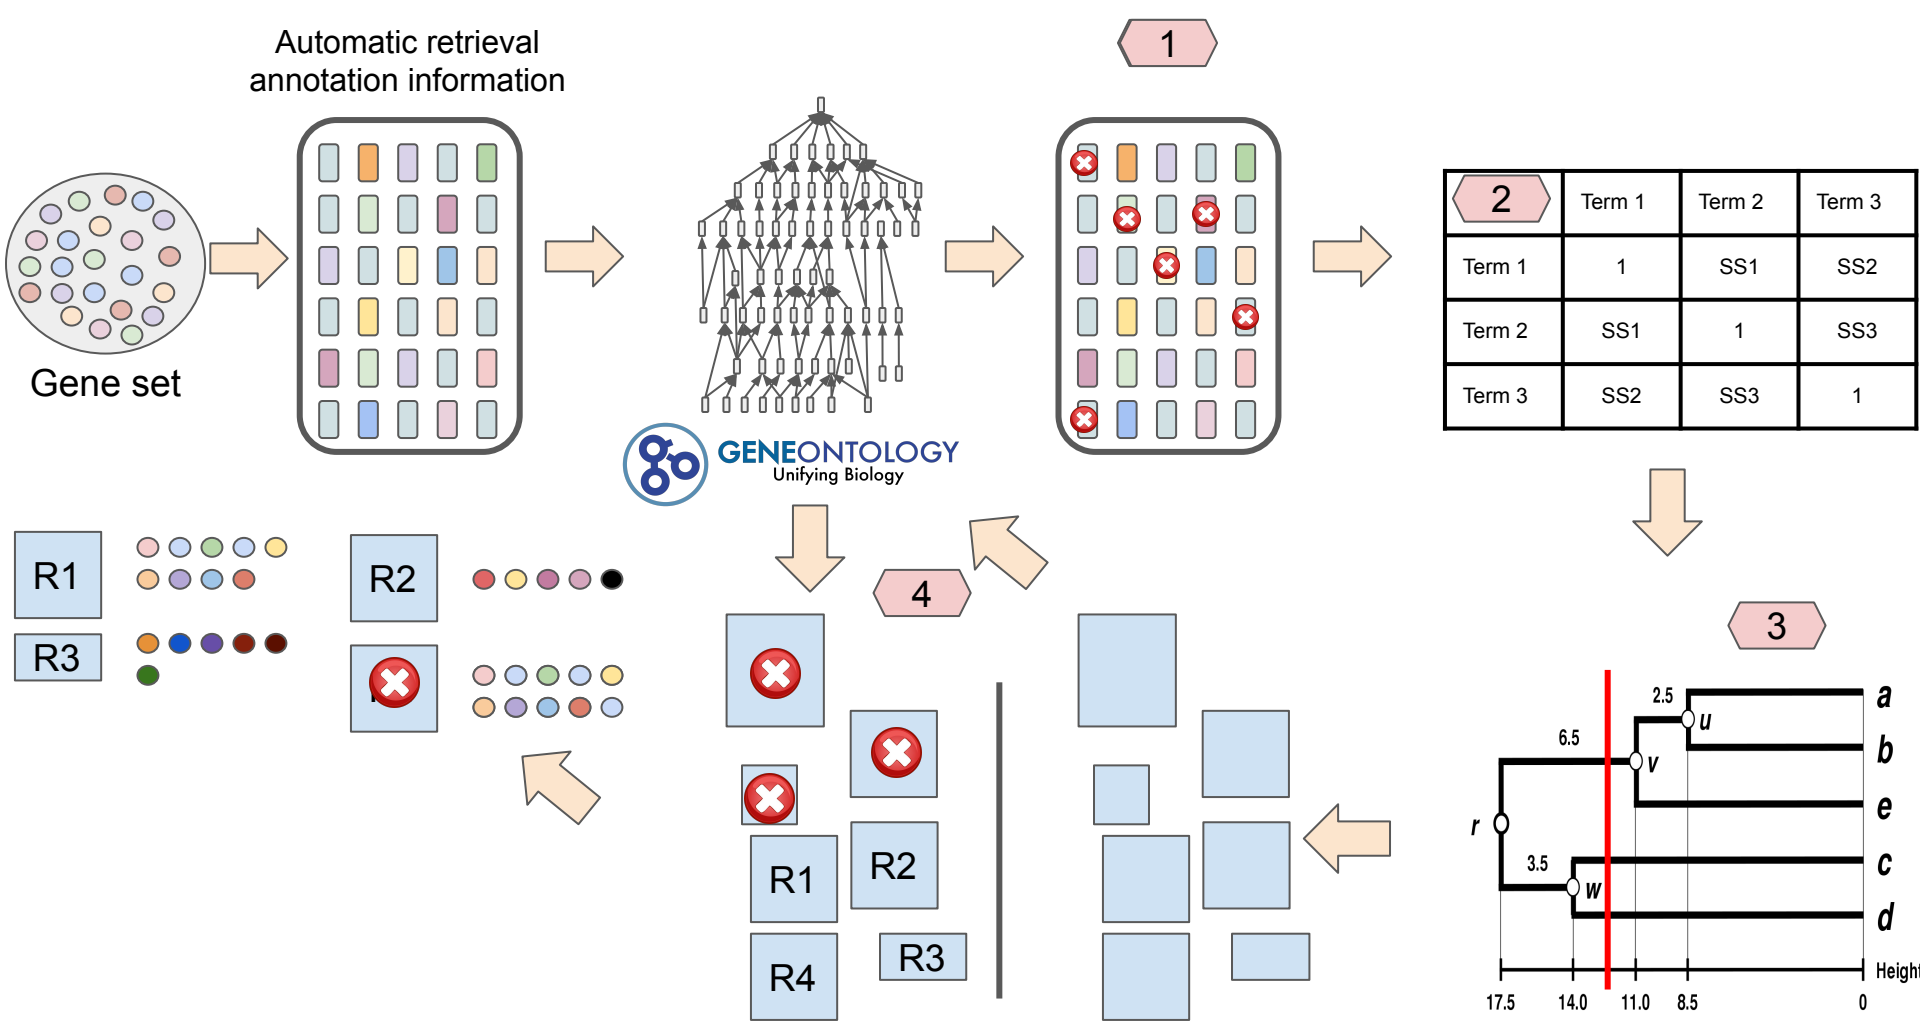 Automatic retrieval
annotation information
Gene set
GENEONTOLOGY
Unifying Biology
1
2 Term 1 Term 2 Term 3
Term 1 1 SS1 SS2
Term 2 SS1 1 SS3
Term 3 SS2 SS3 1
3
2.5 a
u
6.5 b
v
e
r
3.5 c
w
d
Height
17.5 14.0 11.0 8.5 0
4
R1
R2
R4
R3
R1
R2
R3